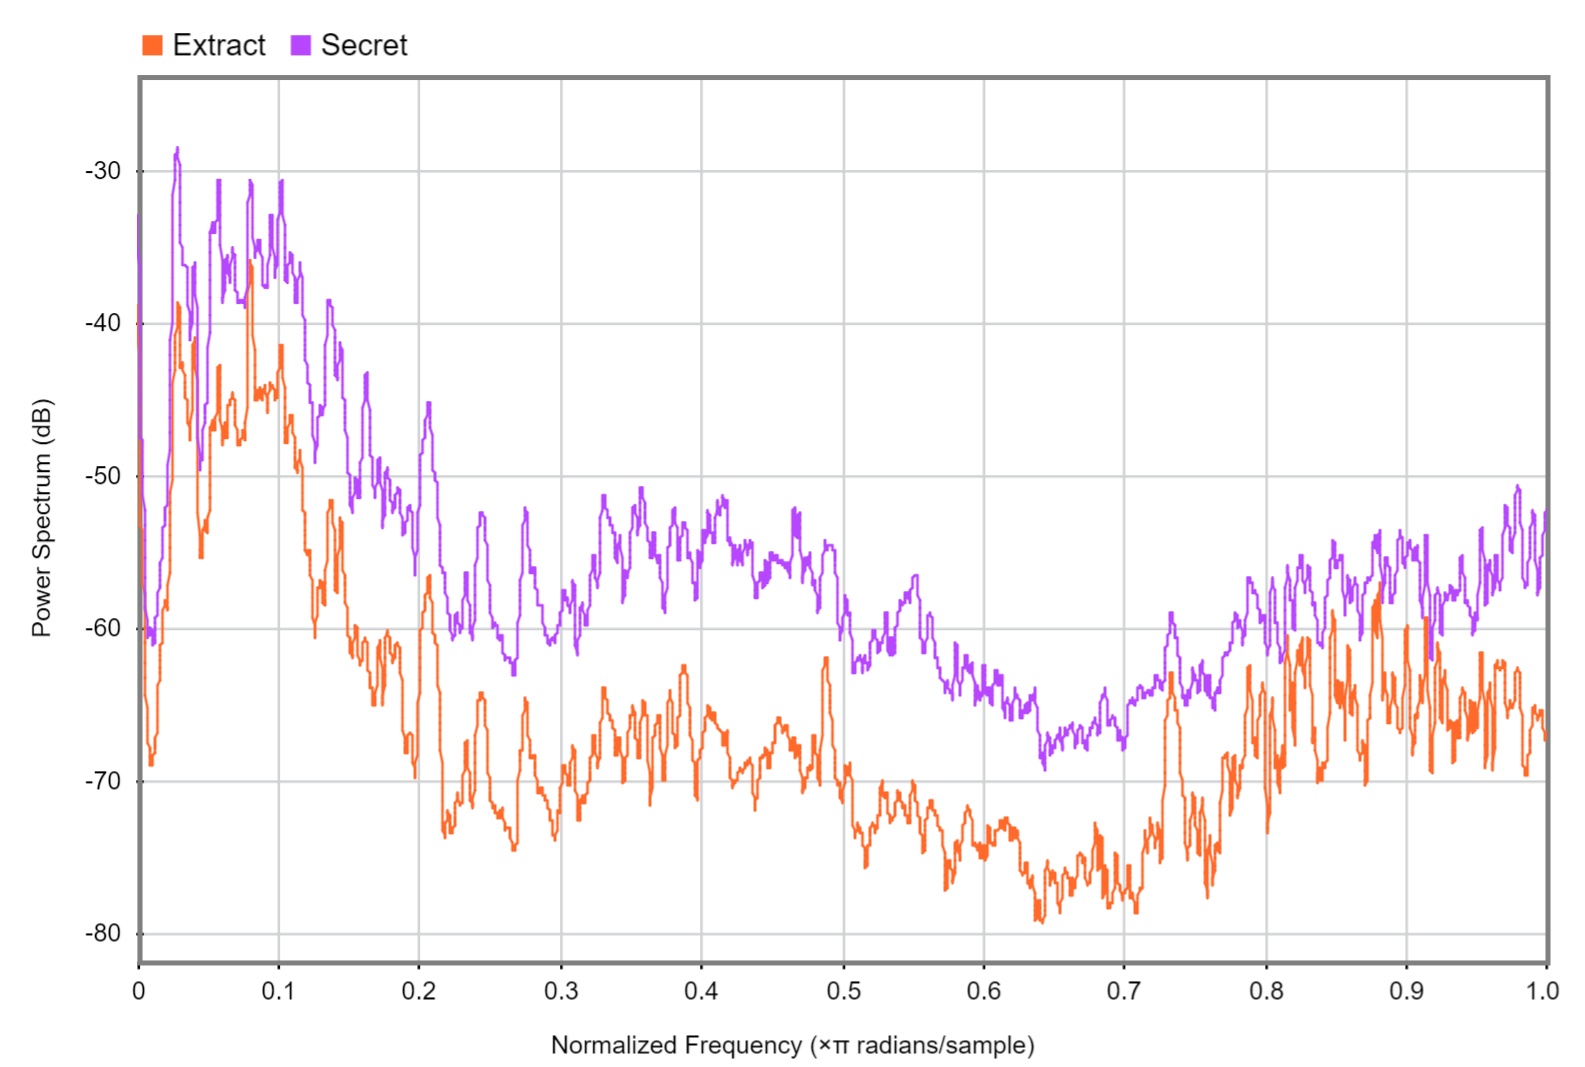 Extract Secret
-30
-40
-50
-60
-70
-80
Power Spectrum (dB)
0 0.1 0.2 0.3 0.4 0.5 0.6 0.7 0.8 0.9 1.0
Normalized Frequency (×π radians/sample)